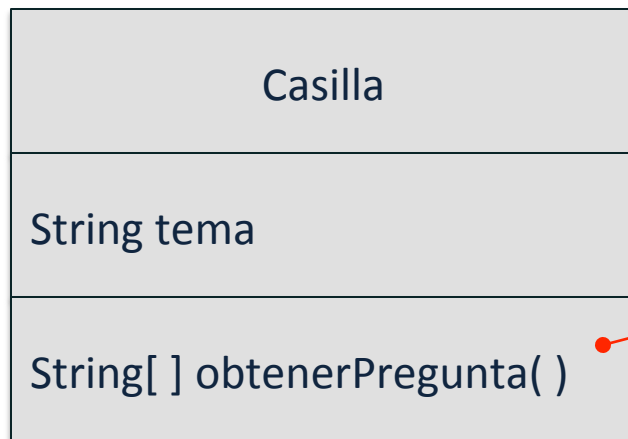 Casilla
String tema
String[ ] obtenerPregunta( )